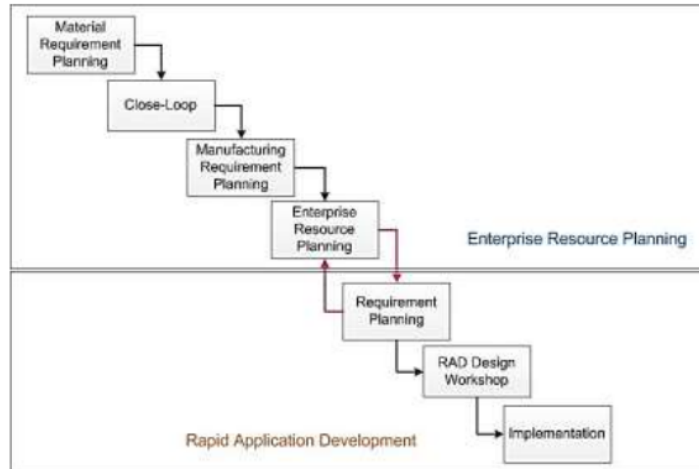 Material
Requirement
Planning
Close-Loop
Manufacturing
Requirement
Planning
Enterprise
Resource
Planning
Enterprise Resource Planning
Requirement
Planning
RAD Design
Workshop
Implementation
Rapid Application Development